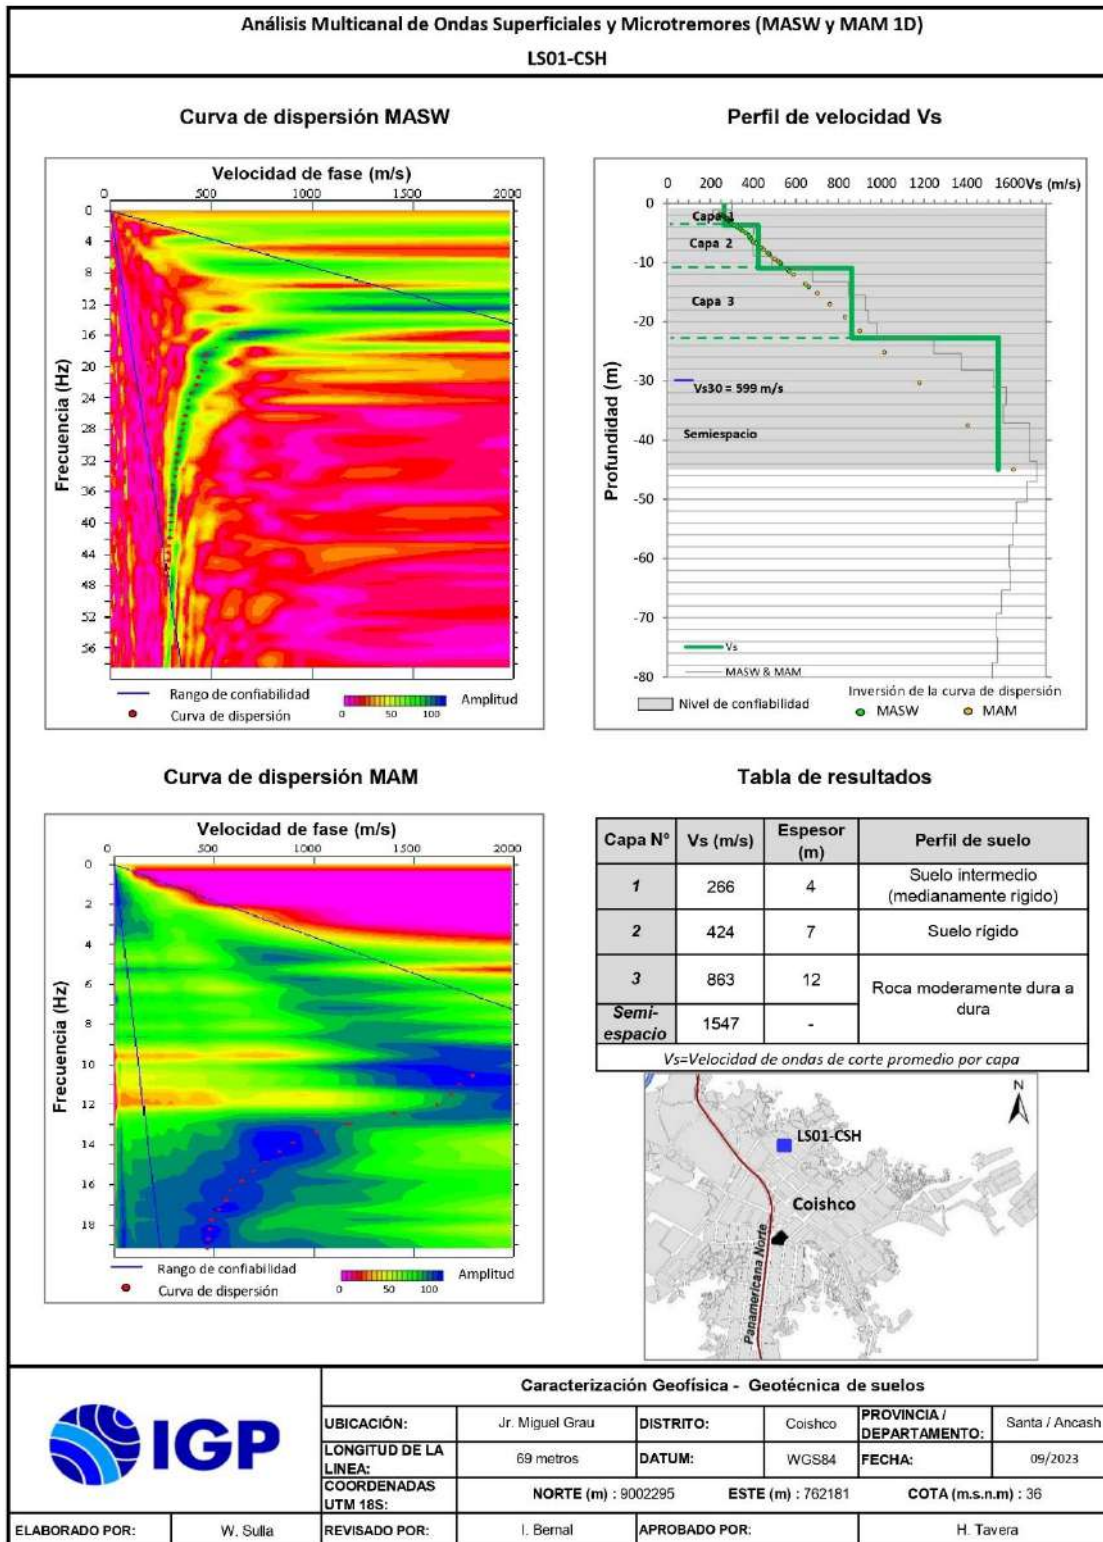 Análisis Multicanal de Ondas Superficiales y Microtremores (MASW y MAM 1D)
LS01-CSH
Curva de dispersión MASW
Velocidad de fase (m/s)
0 500 1000 1500 2000
Frecuencia (Hz)
0
4
8
12
16
20
24
28
32
36
40
44
48
52
56
Rango de confiabilidad
Curva de dispersión
Amplitud
0 50 100
Perfil de velocidad Vs
0 200 400 600 800 1000 1200 1400 1600 Vs (m/s)
Profundidad (m)
0
-10
-20
-30
-40
-50
-60
-70
-80
Capa 1
Capa 2
Capa 3
Vs30 = 599 m/s
Semiespacio
Vs
MASW & MAM
Nivel de confiabilidad
Inversión de la curva de dispersión
MASW MAM
Curva de dispersión MAM
Velocidad de fase (m/s)
0 500 1000 1500 2000
Frecuencia (Hz)
0
2
4
6
8
10
12
14
16
18
Rango de confiabilidad
Curva de dispersión
Amplitud
0 50 100
Tabla de resultados
Capa N° Vs (m/s) Espesor (m) Perfil de suelo
1 266 4 Suelo intermedio (medianamente rigido)
2 424 7 Suelo rígido
3 863 12 Roca moderamente dura a dura
Semi-espacio 1547 -
Vs=Velocidad de ondas de corte promedio por capa
N
LS01-CSH
Coishco
Panamericana Norte
IGP
Caracterización Geofísica - Geotécnica de suelos
UBICACIÓN: Jr. Miguel Grau DISTRITO: Coishco PROVINCIA / DEPARTAMENTO: Santa / Ancash
LONGITUD DE LA LINEA: 69 metros DATUM: WGS84 FECHA: 09/2023
COORDENADAS UTM 18S: NORTE (m) : 9002295 ESTE (m) : 762181 COTA (m.s.n.m) : 36
ELABORADO POR: W. Sulla REVISADO POR: I. Bernal APROBADO POR: H. Tavera